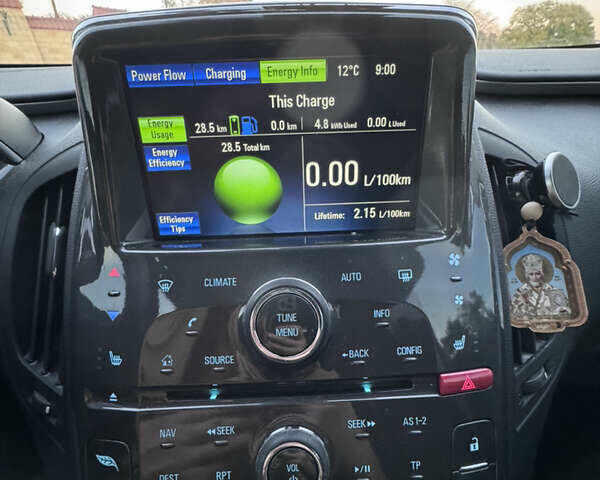 Power Flow Charging Energy Info 12°C 9:00
This Charge
Energy Usage
28.5 km 0.0 km 4.8 kWh Used 0.00 L Used
Energy Efficiency
28.5 Total km
0.00 L/100km
Efficiency Tips
Lifetime: 2.15 L/100km
CLIMATE AUTO
TUNE
MENU
INFO
SOURCE BACK CONFIG
NAV SEEK SEEK AS 1-2
DEST RPT VOL TP